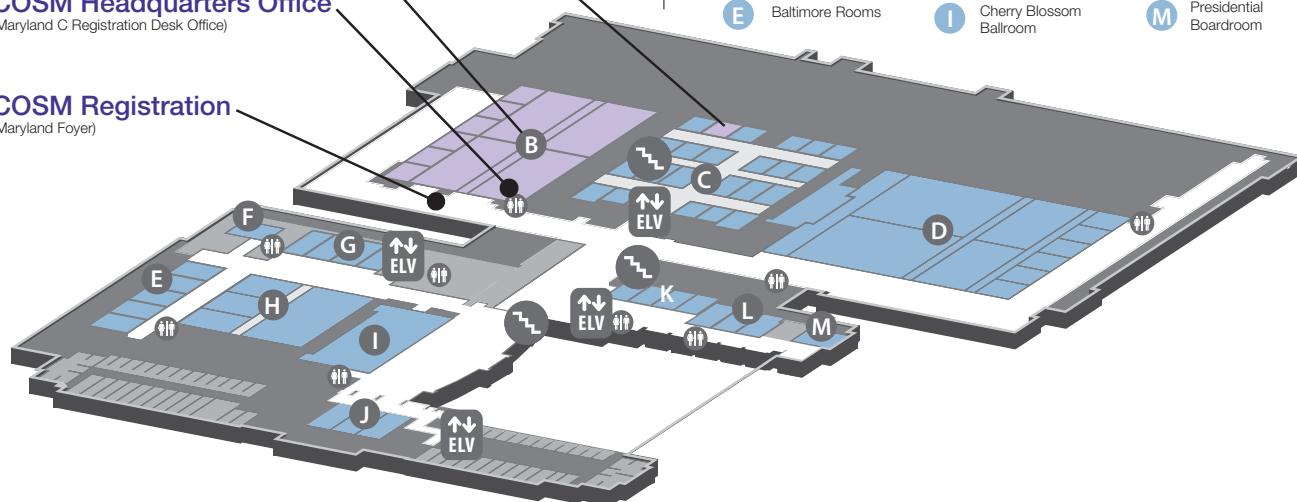 COSM Headquarters Office
(Maryland C Registration Desk Office)
E Baltimore Rooms
I Cherry Blossom
Ballroom
M Presidential
Boardroom
COSM Registration
(Maryland Foyer)
B
C
ELV
D
F
G
ELV
E
H
I
K
ELV
L
M
J
ELV